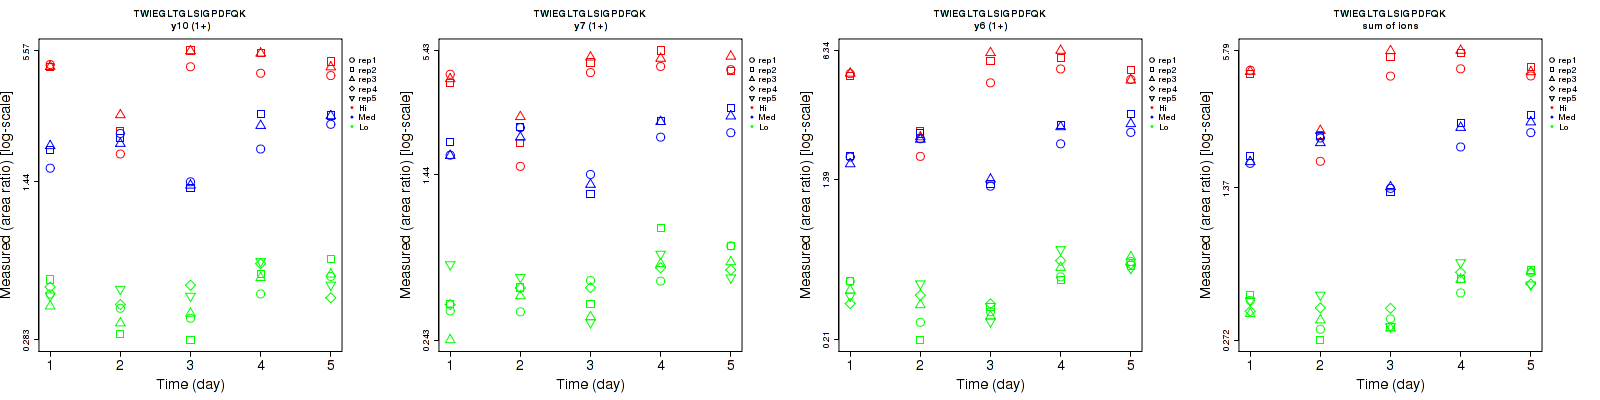 TWIEGLTGLSIGPDFQK
y10 (1+)
Measured (area ratio) [log-scale]
5.57
1.44
0.283
1 2 3 4 5
Time (day)
rep1
rep2
rep3
rep4
rep5
Hi
Med
Lo
TWIEGLTGLSIGPDFQK
y7 (1+)
Measured (area ratio) [log-scale]
5.43
1.44
0.243
1 2 3 4 5
Time (day)
rep1
rep2
rep3
rep4
rep5
Hi
Med
Lo
TWIEGLTGLSIGPDFQK
y6 (1+)
Measured (area ratio) [log-scale]
6.34
1.39
0.21
1 2 3 4 5
Time (day)
rep1
rep2
rep3
rep4
rep5
Hi
Med
Lo
TWIEGLTGLSIGPDFQK
sum of ions
Measured (area ratio) [log-scale]
5.79
1.37
0.272
1 2 3 4 5
Time (day)
rep1
rep2
rep3
rep4
rep5
Hi
Med
Lo